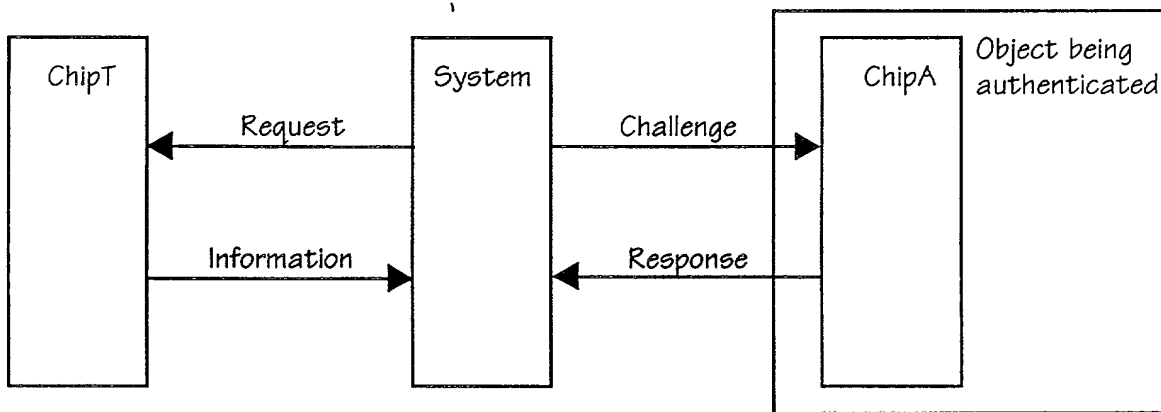 ChipT
System
ChipA
Object being
authenticated
Request
Challenge
Information
Response